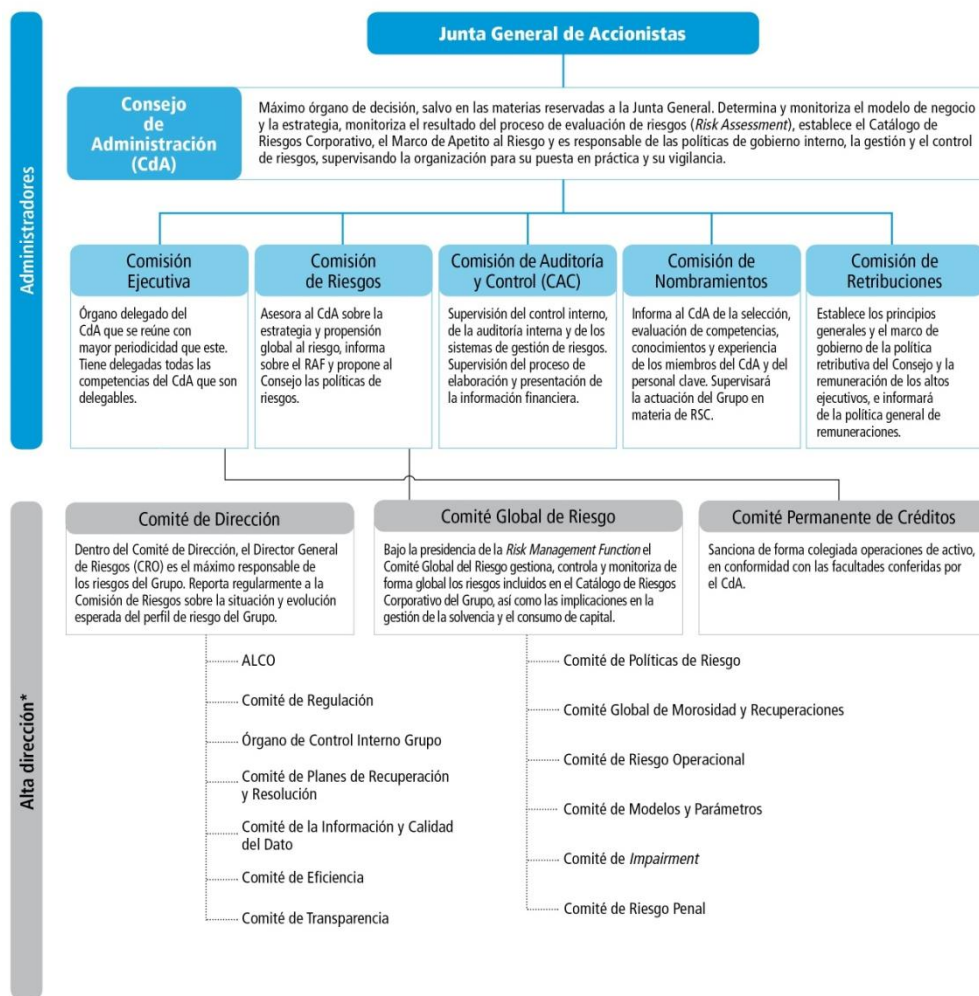 Administradores
Junta General de Accionistas
Consejo
de
Administración
(CdA)
Máximo órgano de decisión, salvo en las materias reservadas a la Junta General. Determina y monitoriza el modelo de negocio
y la estrategia, monitoriza el resultado del proceso de evaluación de riesgos (Risk Assessment), establece el Catálogo de
Riesgos Corporativo, el Marco de Apetito al Riesgo y es responsable de las políticas de gobierno interno, la gestión y el control
de riesgos, supervisando la organización para su puesta en práctica y su vigilancia.
Comisión
Ejecutiva
Órgano delegado del
CdA que se reúne con
mayor periodicidad que este.
Tiene delegadas todas las
competencias del CdA que son
delegables.
Comisión
de Riesgos
Asesora al CdA sobre la
estrategia y propensión
global al riesgo, informa
sobre el RAF y propone al
Consejo las políticas de
riesgos.
Comisión de Auditoría
y Control (CAC)
Supervisión del control interno,
de la auditoría interna y de los
sistemas de gestión de riesgos.
Supervisión del proceso de
elaboración y presentación de
la información financiera.
Comisión de
Nombramientos
Informa al CdA de la selección,
evaluación de competencias,
conocimientos y experiencia
de los miembros del CdA y del
personal clave. Supervisará
la actuación del Grupo en
materia de RSC.
Comisión de
Retribuciones
Establece los principios
generales y el marco de
gobierno de la política
retributiva del Consejo y la
remuneración de los altos
ejecutivos, e informará
de la política general de
remuneraciones.
Alta dirección*
Comité de Dirección
Dentro del Comité de Dirección, el Director General
de Riesgos (CRO) es el máximo responsable de
los riesgos del Grupo. Reporta regularmente a la
Comisión de Riesgos sobre la situación y evolución
esperada del perfil de riesgo del Grupo.
ALCO
Comité de Regulación
Órgano de Control Interno Grupo
Comité de Planes de Recuperación
y Resolución
Comité de la Información y Calidad
del Dato
Comité de Eficiencia
Comité de Transparencia
Comité Global de Riesgo
Bajo la presidencia de la Risk Management Function el
Comité Global del Riesgo gestiona, controla y monitoriza de
forma global los riesgos incluidos en el Catálogo de Riesgos
Corporativo del Grupo, así como las implicaciones en la
gestión de la solvencia y el consumo de capital.
Comité de Políticas de Riesgo
Comité Global de Morosidad y Recuperaciones
Comité de Riesgo Operacional
Comité de Modelos y Parámetros
Comité de Impairment
Comité de Riesgo Penal
Comité Permanente de Créditos
Sanciona de forma colegiada operaciones de activo,
en conformidad con las facultades conferidas por
el CdA.